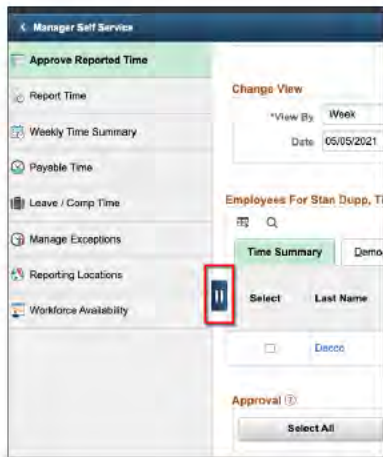 Manager Self Service
Approve Reported Time
Report Time
Weekly Time Summary
Payable Time
Leave / Comp Time
Manage Exceptions
Reporting Locations
Workforce Availability
Change View
*View By Week
Date 05/05/2021
Employees For Stan Dupp, Ti
Time Summary Demo
Select Last Name
Decco
Approval
Select All